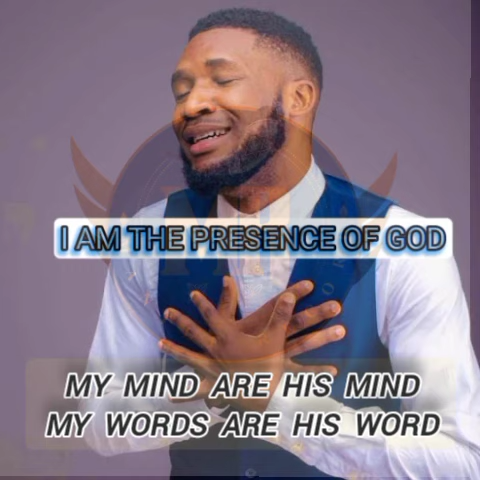 I AM THE PRESENCE OF GOD
MY MIND ARE HIS MIND
MY WORDS ARE HIS WORD